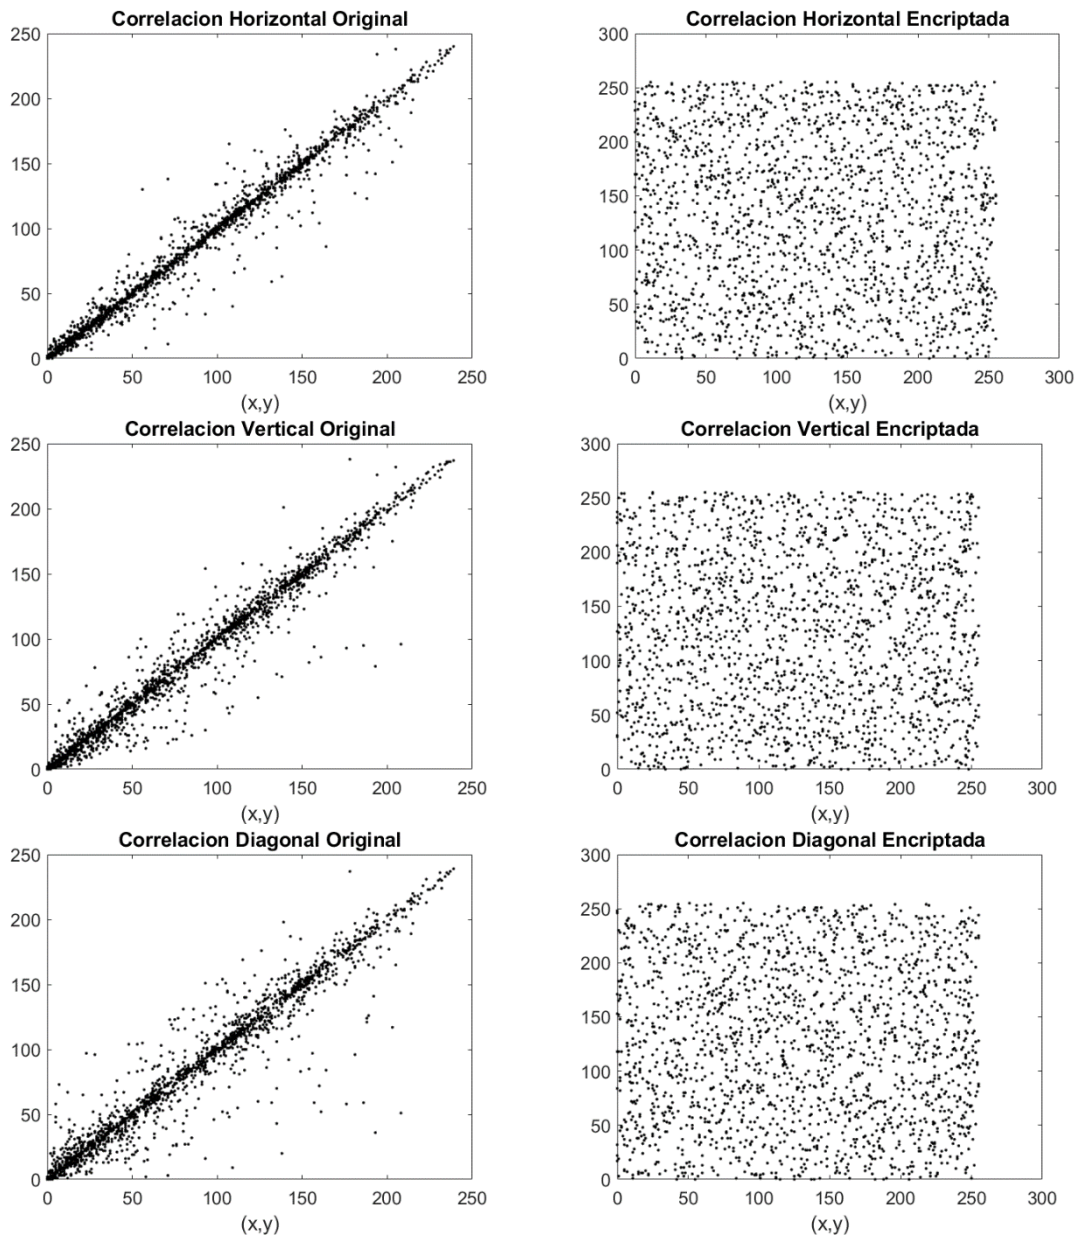 Correlacion Horizontal Original
250
200
150
100
50
0
0 50 100 150 200 250
(x,y)
Correlacion Horizontal Encriptada
300
250
200
150
100
50
0
0 50 100 150 200 250 300
(x,y)
Correlacion Vertical Original
250
200
150
100
50
0
0 50 100 150 200 250
(x,y)
Correlacion Vertical Encriptada
300
250
200
150
100
50
0
0 50 100 150 200 250 300
(x,y)
Correlacion Diagonal Original
250
200
150
100
50
0
0 50 100 150 200 250
(x,y)
Correlacion Diagonal Encriptada
300
250
200
150
100
50
0
0 50 100 150 200 250 300
(x,y)